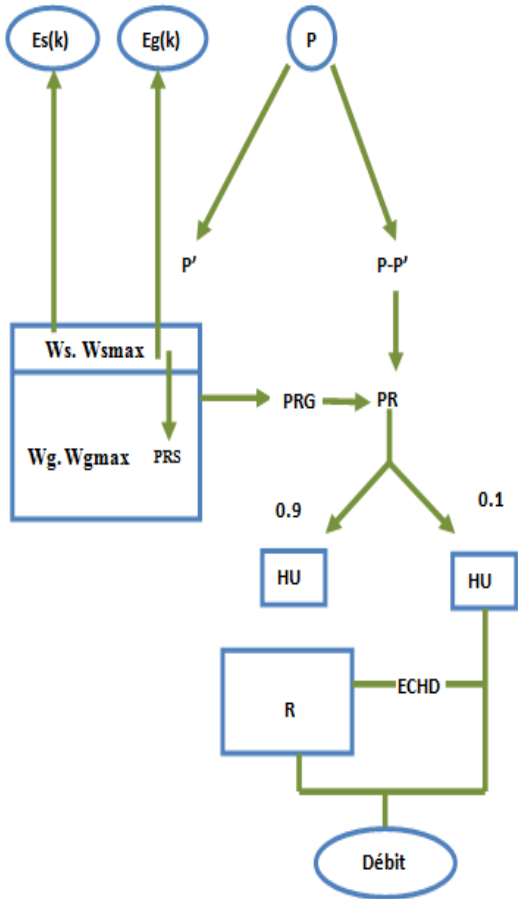 Es(k) Eg(k) P
P' P-P'
Ws. Wsmax
PRG PR
Wg. Wgmax PRS
0.9 0.1
HU HU
ECHD
R
Débit